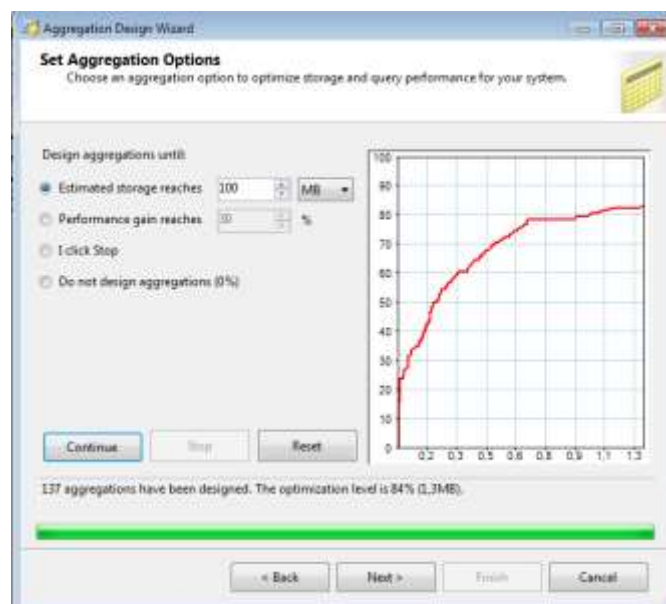 Aggregation Design Wizard
Set Aggregation Options
Choose an aggregation option to optimize storage and query performance for your system.
Design aggregations until:
Estimated storage reaches 100 MB
Performance gain reaches %
I click Stop
Do not design aggregations (0%)
100
90
80
70
60
50
40
30
20
10
0
0,2 0,3 0,5 0,6 0,8 0,9 1,1 1,3
Continue Stop Reset
137 aggregations have been designed. The optimization level is 84% (1,3MB).
< Back Next > Finish Cancel